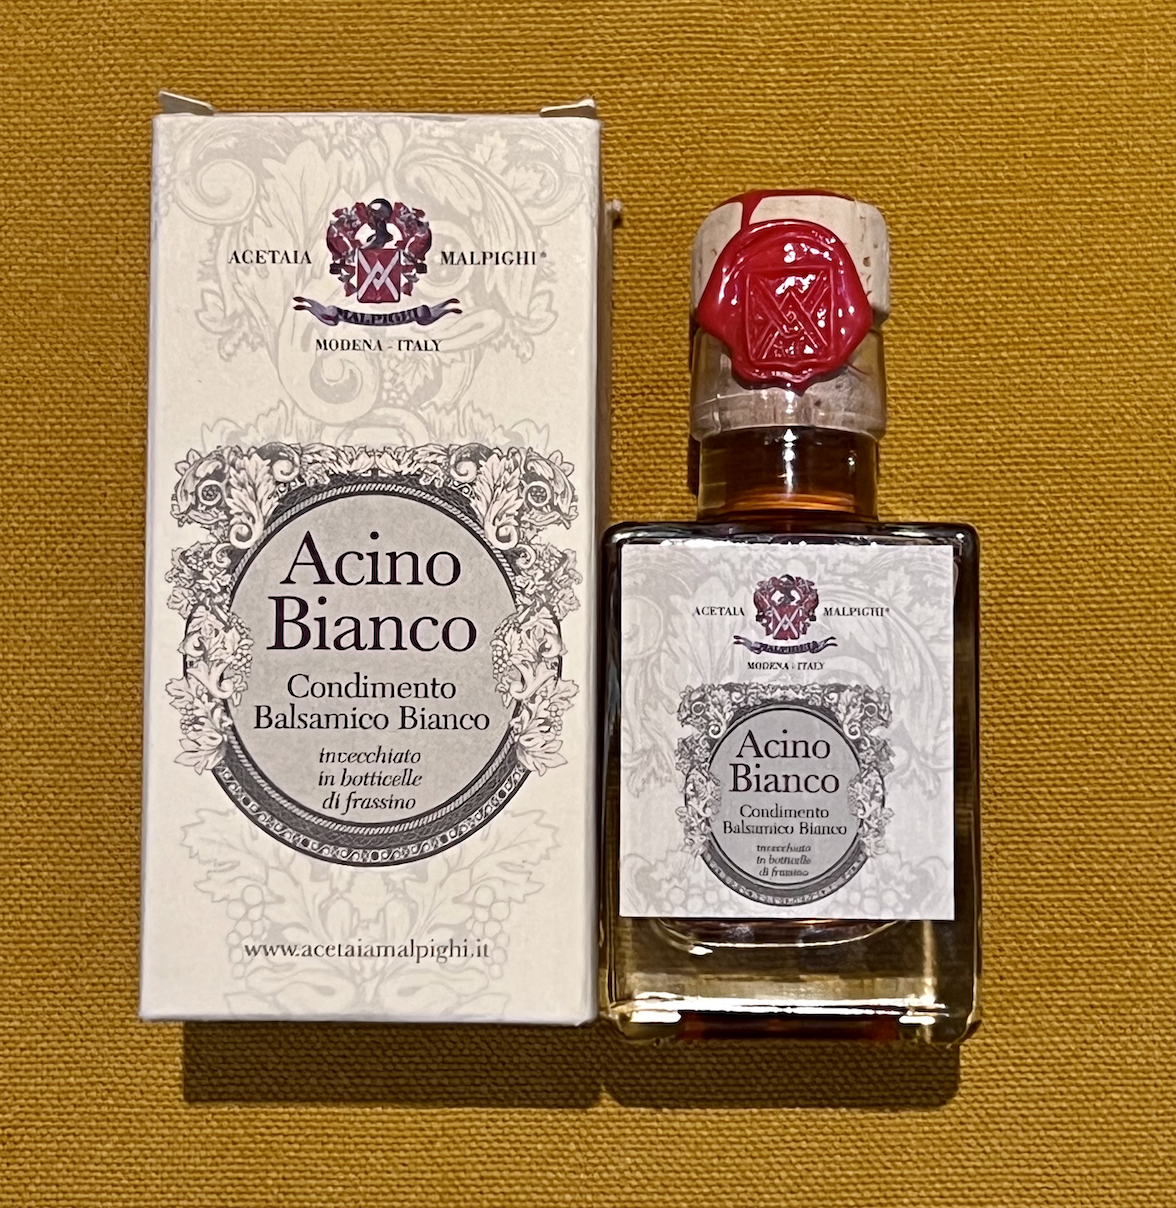 ACETAIA MALPIGHI®
MALPIGHI
MODENA - ITALY
Acino
Bianco
Condimento
Balsamico Bianco
invecchiato
in botticelle
di frassino
www.acetaiamalpighi.it
ACETAIA MALPIGHI®
MALPIGHI
MODENA - ITALY
Acino
Bianco
Condimento
Balsamico Bianco
invecchiato
in botticelle
di frassino